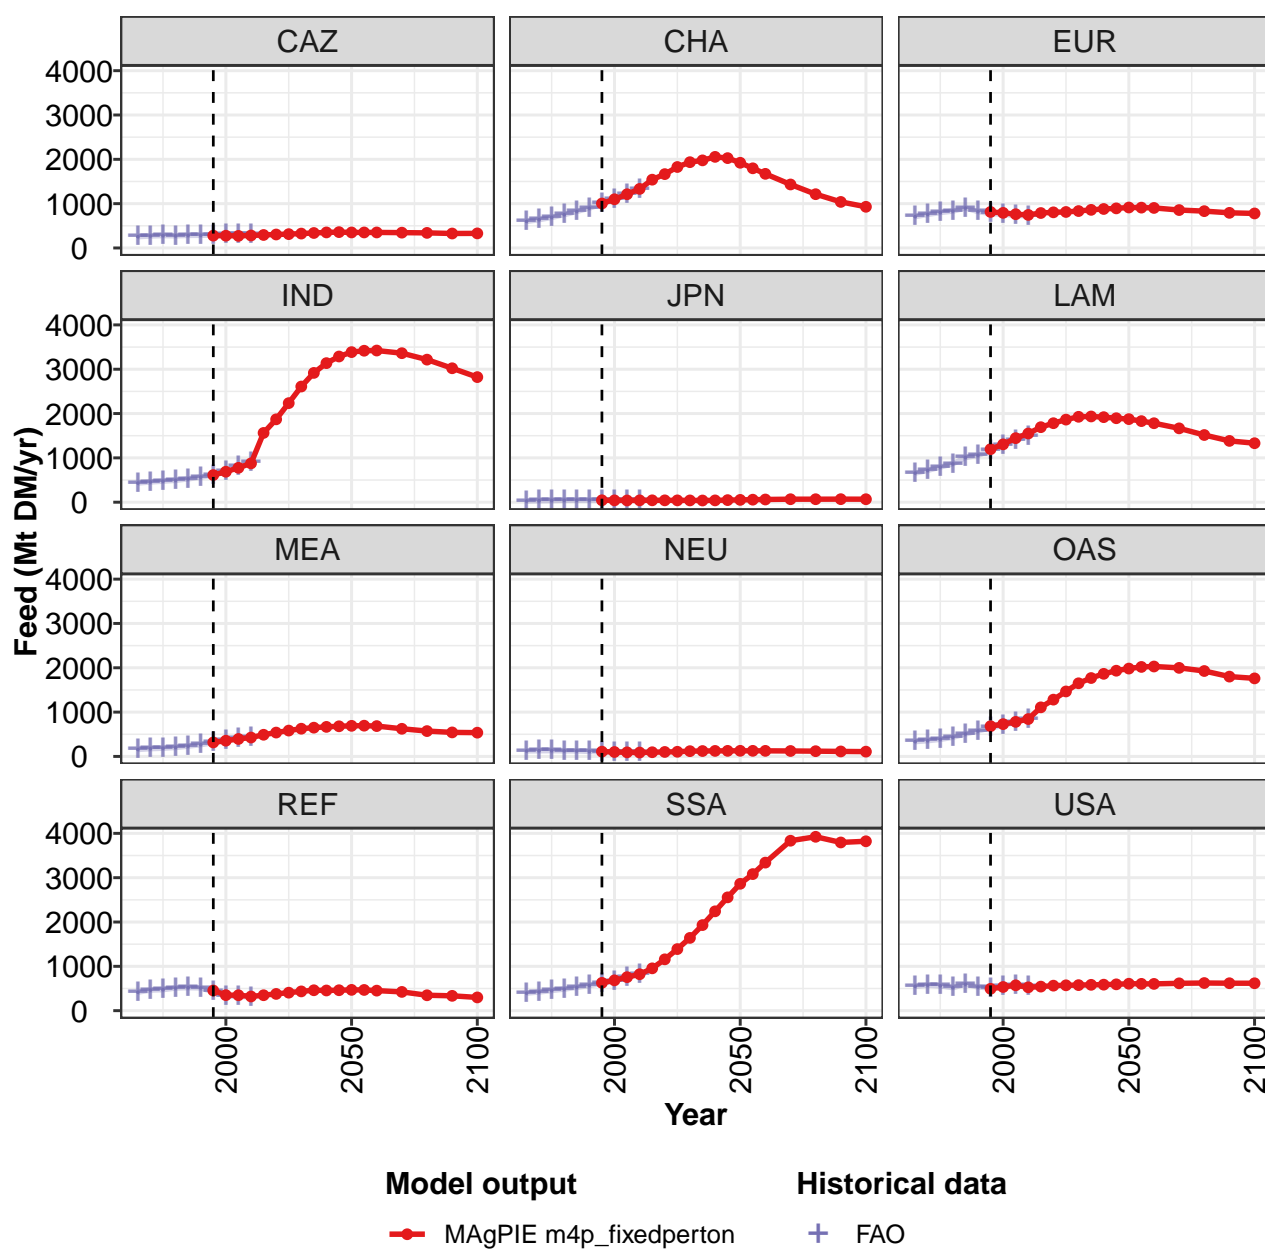 CAZ CHA EUR
4000
3000
2000
1000
0
IND JPN LAM
4000
3000
2000
1000
0
MEA NEU OAS
4000
3000
2000
1000
0
REF SSA USA
4000
3000
2000
1000
0
Feed (Mt DM/yr)
2000 2050 2100 2000 2050 2100 2000 2050 2100
Year
Model output Historical data
MAgPIE m4p_fixedperton FAO